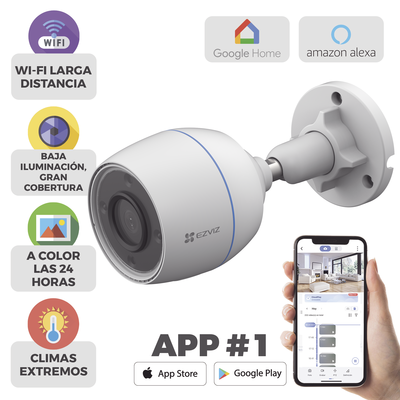 WiFi
WI-FI LARGA
DISTANCIA
Google Home
amazon alexa
BAJA
ILUMINACIÓN,
GRAN
COBERTURA
EZVIZ
A COLOR
LAS 24
HORAS
CLIMAS
EXTREMOS
APP #1
App Store
Google Play